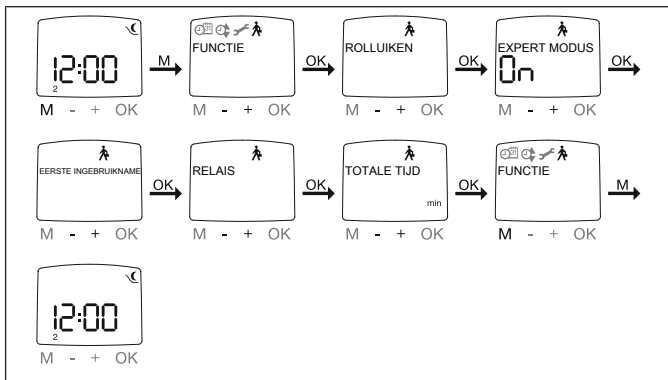 12:00
2
M - + OK
M
FUNCTIE
M - + OK
OK
ROLLUIKEN
M - + OK
OK
EXPERT MODUS
On
M - + OK
OK
EERSTE INGEBRUIKNAME
M - + OK
OK
RELAIS
M - + OK
OK
TOTALE TIJD
min
M - + OK
OK
FUNCTIE
M - + OK
M
12:00
2
M - + OK